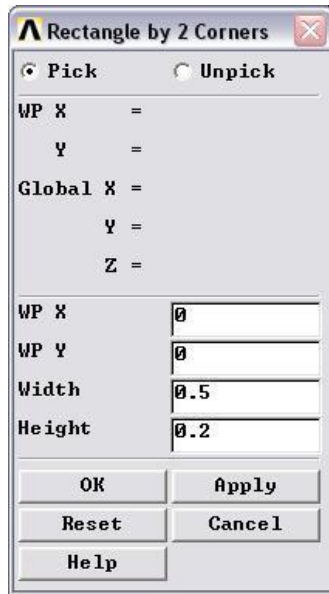 Rectangle by 2 Corners
Pick Unpick
WP X =
Y =
Global X =
Y =
Z =
WP X 0
WP Y 0
Width 0.5
Height 0.2
OK Apply
Reset Cancel
Help